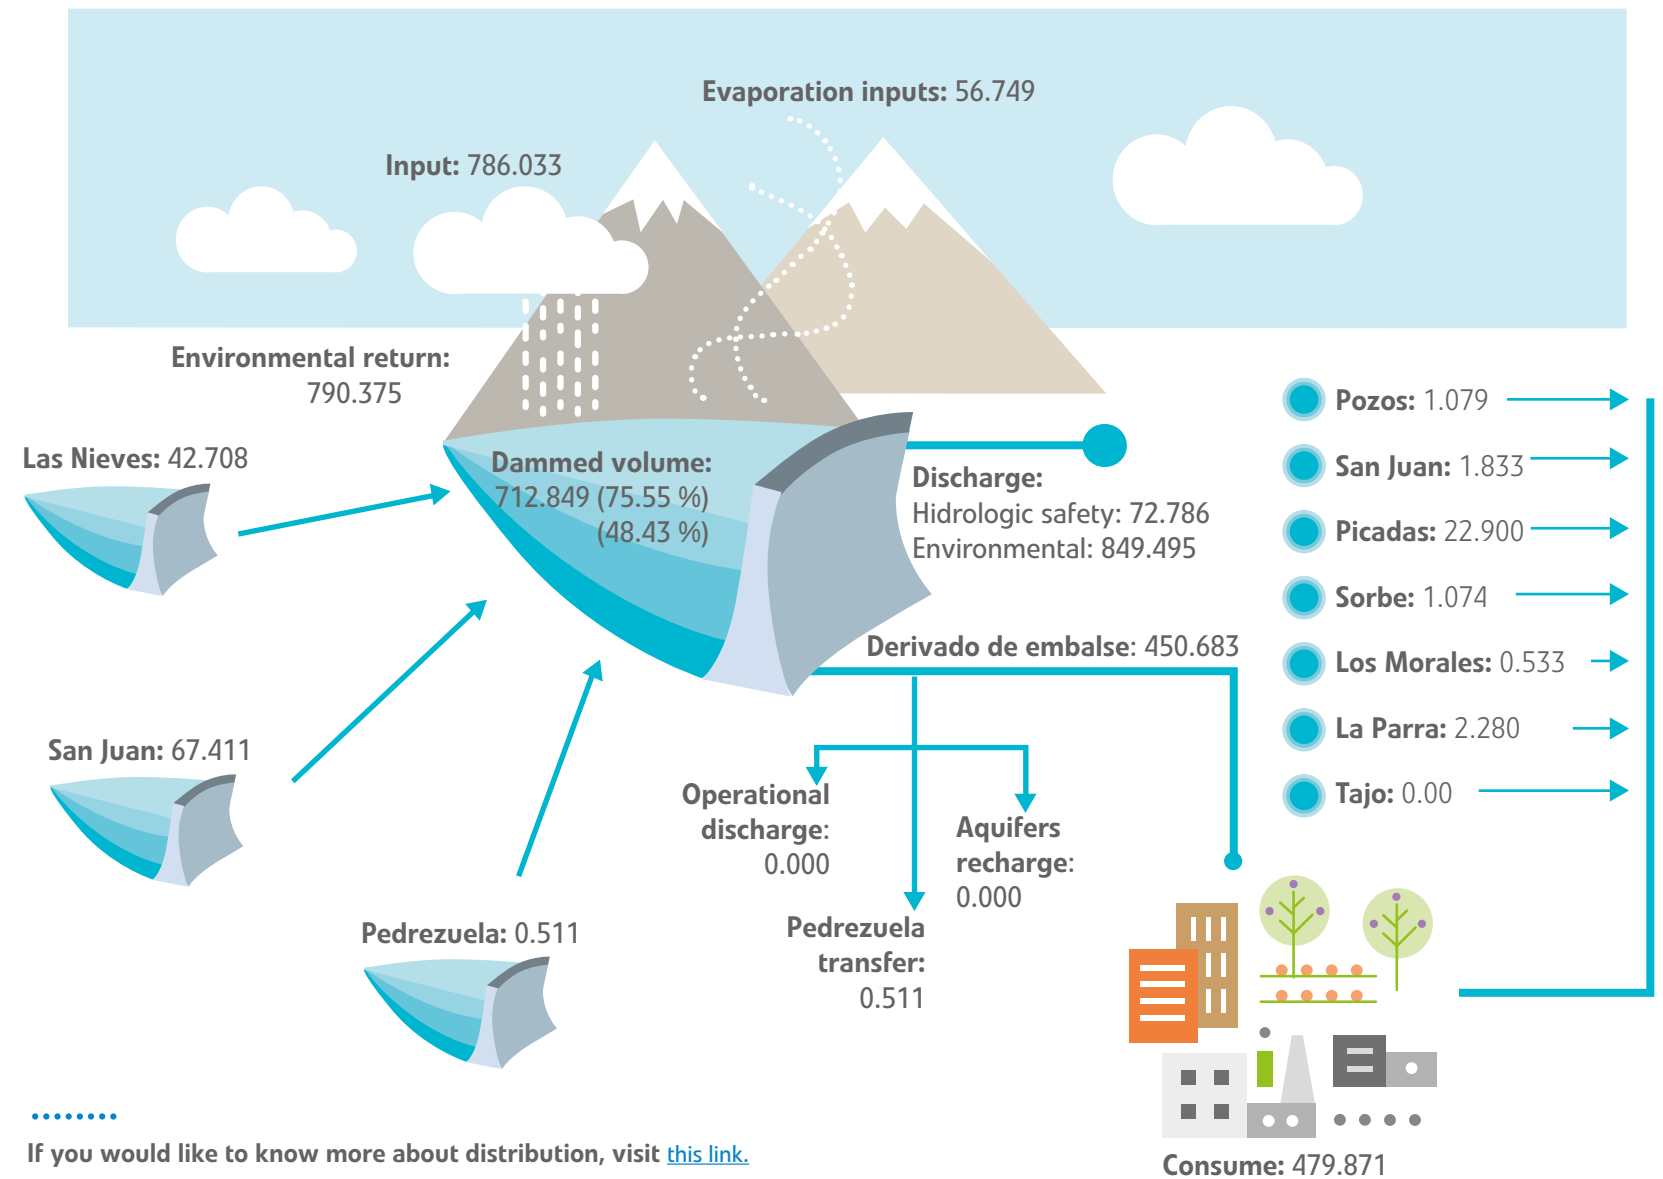 Evaporation inputs: 56.749
Input: 786.033
Environmental return:
790.375
Las Nieves: 42.708
Dammed volume:
712.849 (75.55 %)
(48.43 %)
Discharge:
Hidrologic safety: 72.786
Environmental: 849.495
Pozos: 1.079
San Juan: 1.833
Picadas: 22.900
Sorbe: 1.074
Los Morales: 0.533
La Parra: 2.280
Tajo: 0.00
Derivado de embalse: 450.683
San Juan: 67.411
Operational
discharge:
0.000
Aquifers
recharge:
0.000
Pedrezuela
transfer:
0.511
Pedrezuela: 0.511
If you would like to know more about distribution, visit this link.
Consume: 479.871